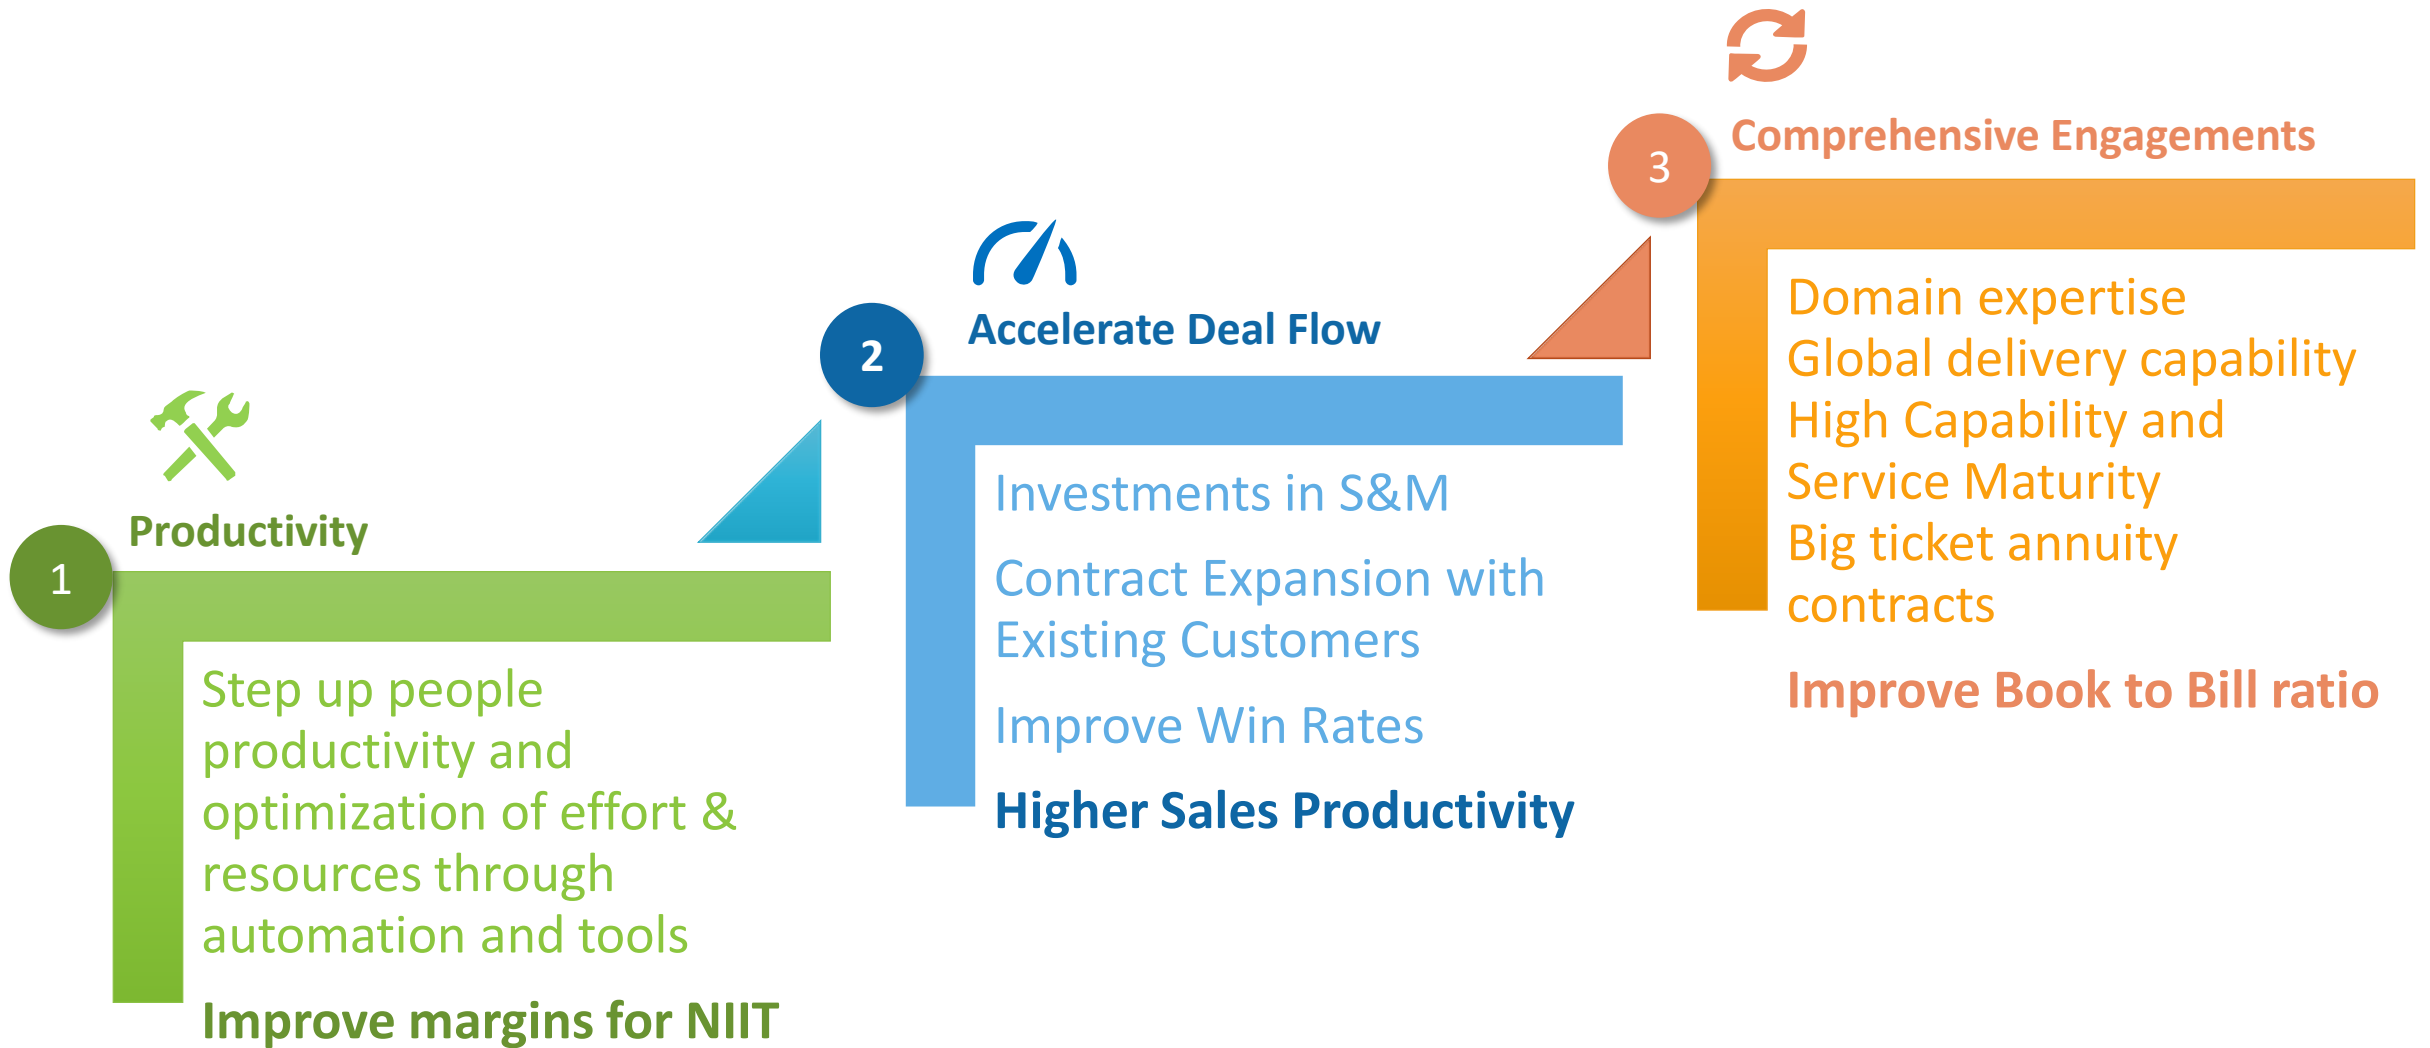 1
Productivity
Step up people
productivity and
optimization of effort &
resources through
automation and tools
Improve margins for NIIT
2
Accelerate Deal Flow
Investments in S&M
Contract Expansion with
Existing Customers
Improve Win Rates
Higher Sales Productivity
3
Comprehensive Engagements
Domain expertise
Global delivery capability
High Capability and
Service Maturity
Big ticket annuity
contracts
Improve Book to Bill ratio